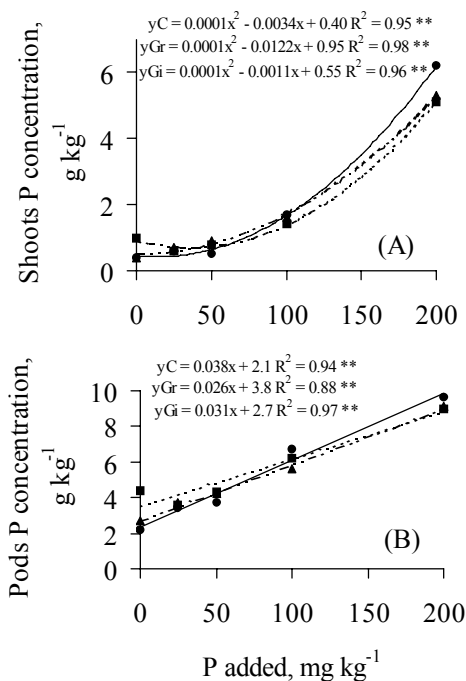 yC = 0.0001x² - 0.0034x + 0.40 R² = 0.95 **
yGr = 0.0001x² - 0.0122x + 0.95 R² = 0.98 **
yGi = 0.0001x² - 0.0011x + 0.55 R² = 0.96 **
Shoots P concentration,
g kg⁻¹
6
4
2
0
(A)
0 50 100 150 200
yC = 0.038x + 2.1 R² = 0.94 **
yGr = 0.026x + 3.8 R² = 0.88 **
yGi = 0.031x + 2.7 R² = 0.97 **
Pods P concentration,
g kg⁻¹
10
8
6
4
2
0
(B)
0 50 100 150 200
P added, mg kg⁻¹